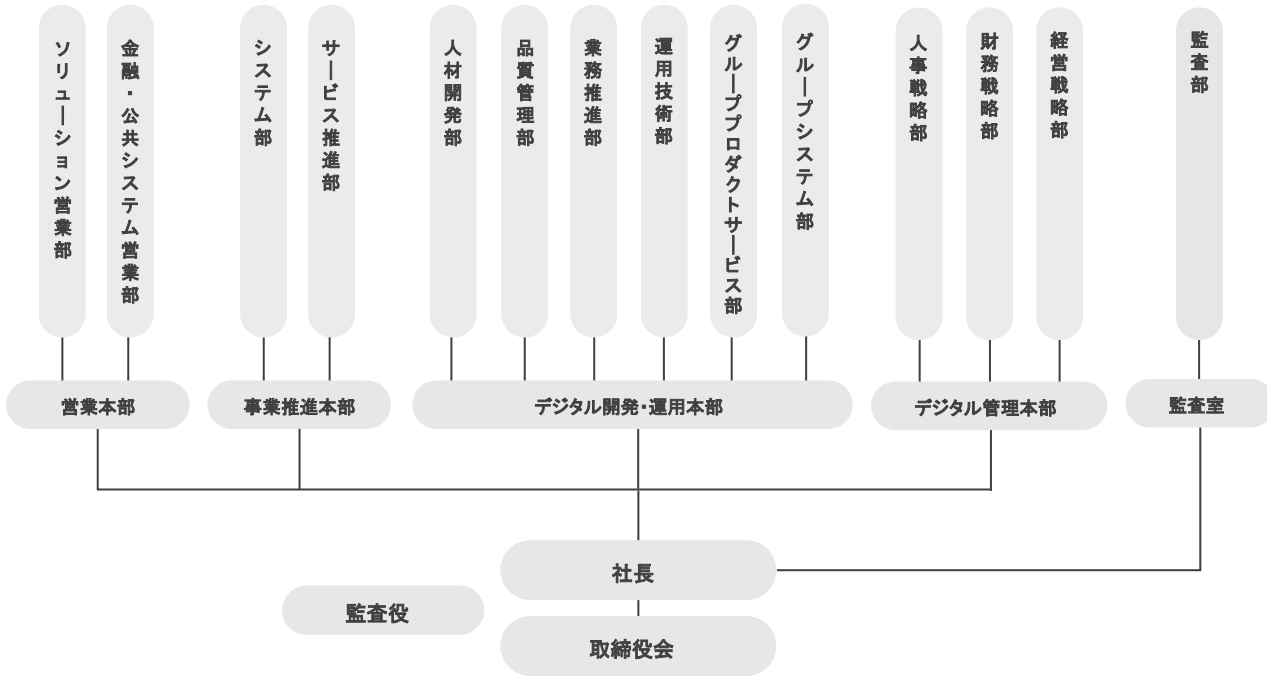 ソリューション営業部
金融・公共システム営業部
システム部
サービス推進部
人材開発部
品質管理部
業務推進部
運用技術部
グループプロダクトサービス部
グループシステム部
人事戦略部
財務戦略部
経営戦略部
監査部
営業本部
事業推進本部
デジタル開発・運用本部
デジタル管理本部
監査室
社長
監査役
取締役会